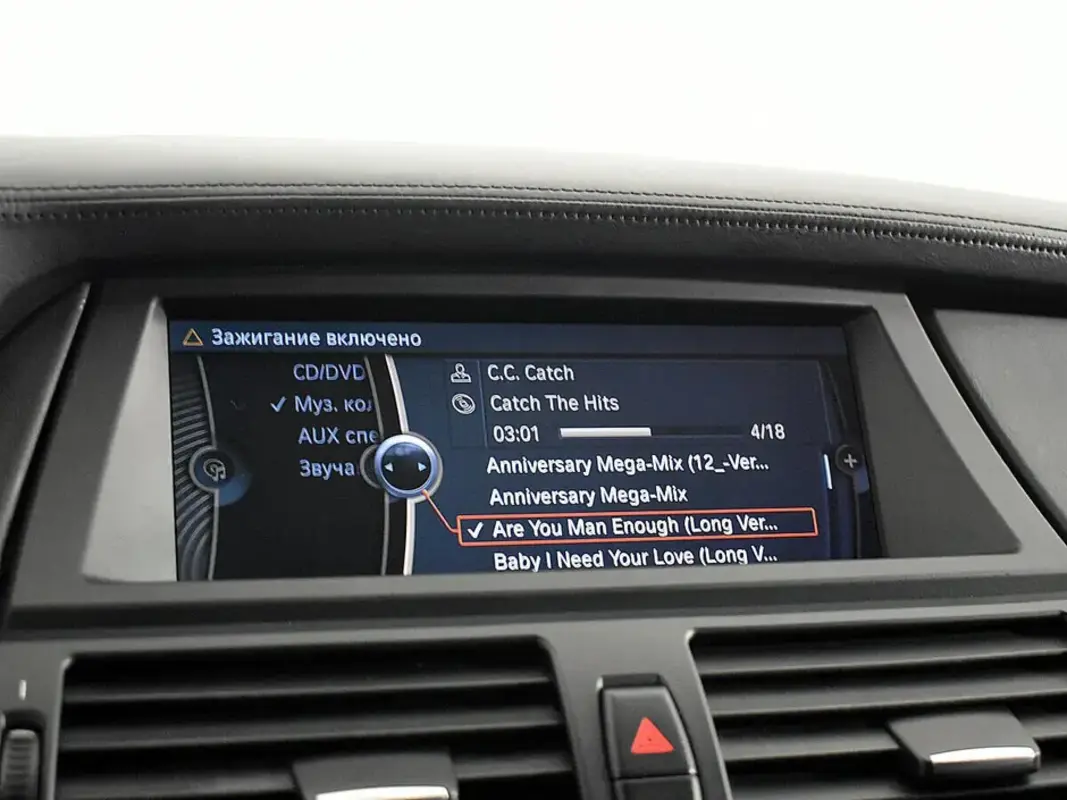 Зажигание включено
CD/DVD
Муз. кол
AUX спе
Звуча
C.C. Catch
Catch The Hits
03:01 4/18
Anniversary Mega-Mix (12_-Ver...
Anniversary Mega-Mix
Are You Man Enough (Long Ver...
Baby I Need Your Love (Long V...